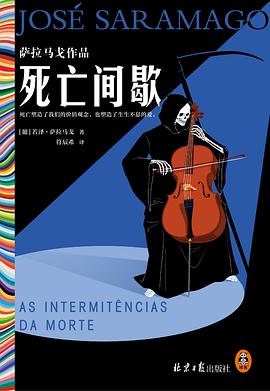 JOSÉ SARAMAGO
萨拉马戈作品
死亡间歇
死亡塑造了我们的价值观念，也塑造了生生不息的爱。
[葡] 若泽·萨拉马戈 著
符辰希 译
AS INTERMITÊNCIAS
DA MORTE
北京日报出版社